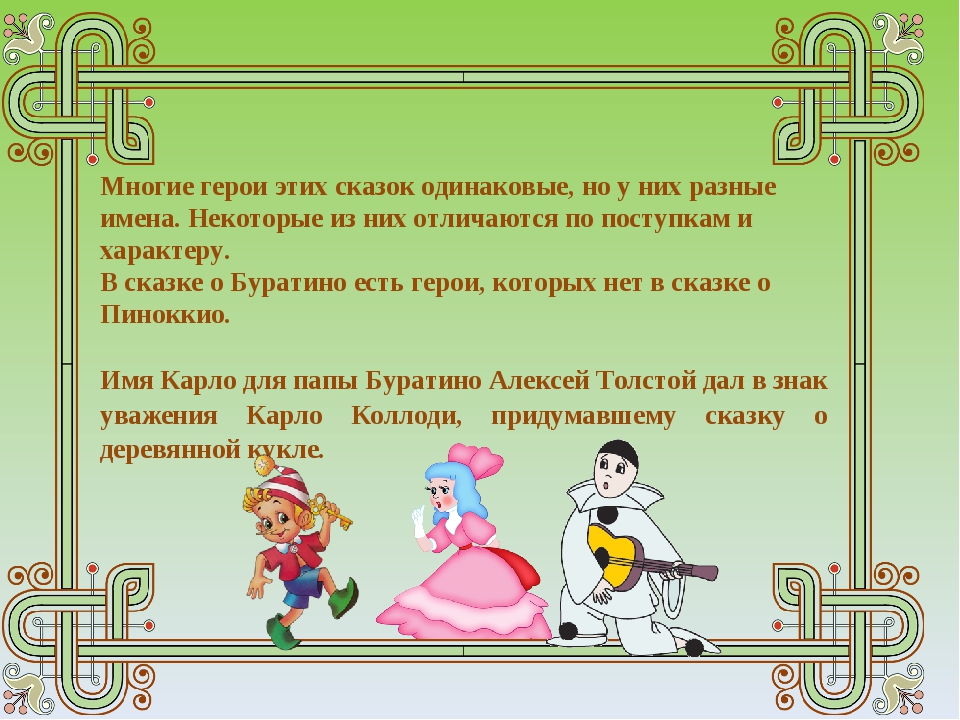 Многие герои этих сказок одинаковые, но у них разные
имена. Некоторые из них отличаются по поступкам и
характеру.
В сказке о Буратино есть герои, которых нет в сказке о
Пиноккио.
Имя Карло для папы Буратино Алексей Толстой дал в знак
уважения Карло Коллоди, придумавшему сказку о
деревянной кукле.